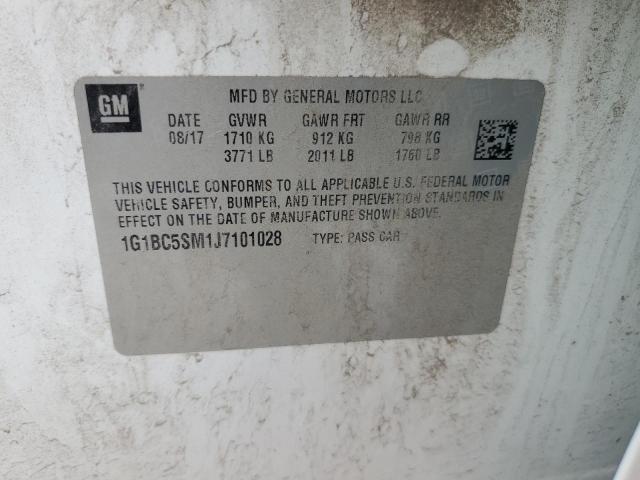 GM
MFD BY GENERAL MOTORS LLC
DATE GVWR GAWR FRT GAWR RR
08/17 1710 KG 912 KG 798 KG
3771 LB 2011 LB 1760 LB
THIS VEHICLE CONFORMS TO ALL APPLICABLE U.S. FEDERAL MOTOR
VEHICLE SAFETY, BUMPER, AND THEFT PREVENTION STANDARDS IN
EFFECT ON THE DATE OF MANUFACTURE SHOWN ABOVE.
1G1BC5SM1J7101028 TYPE: PASS CAR